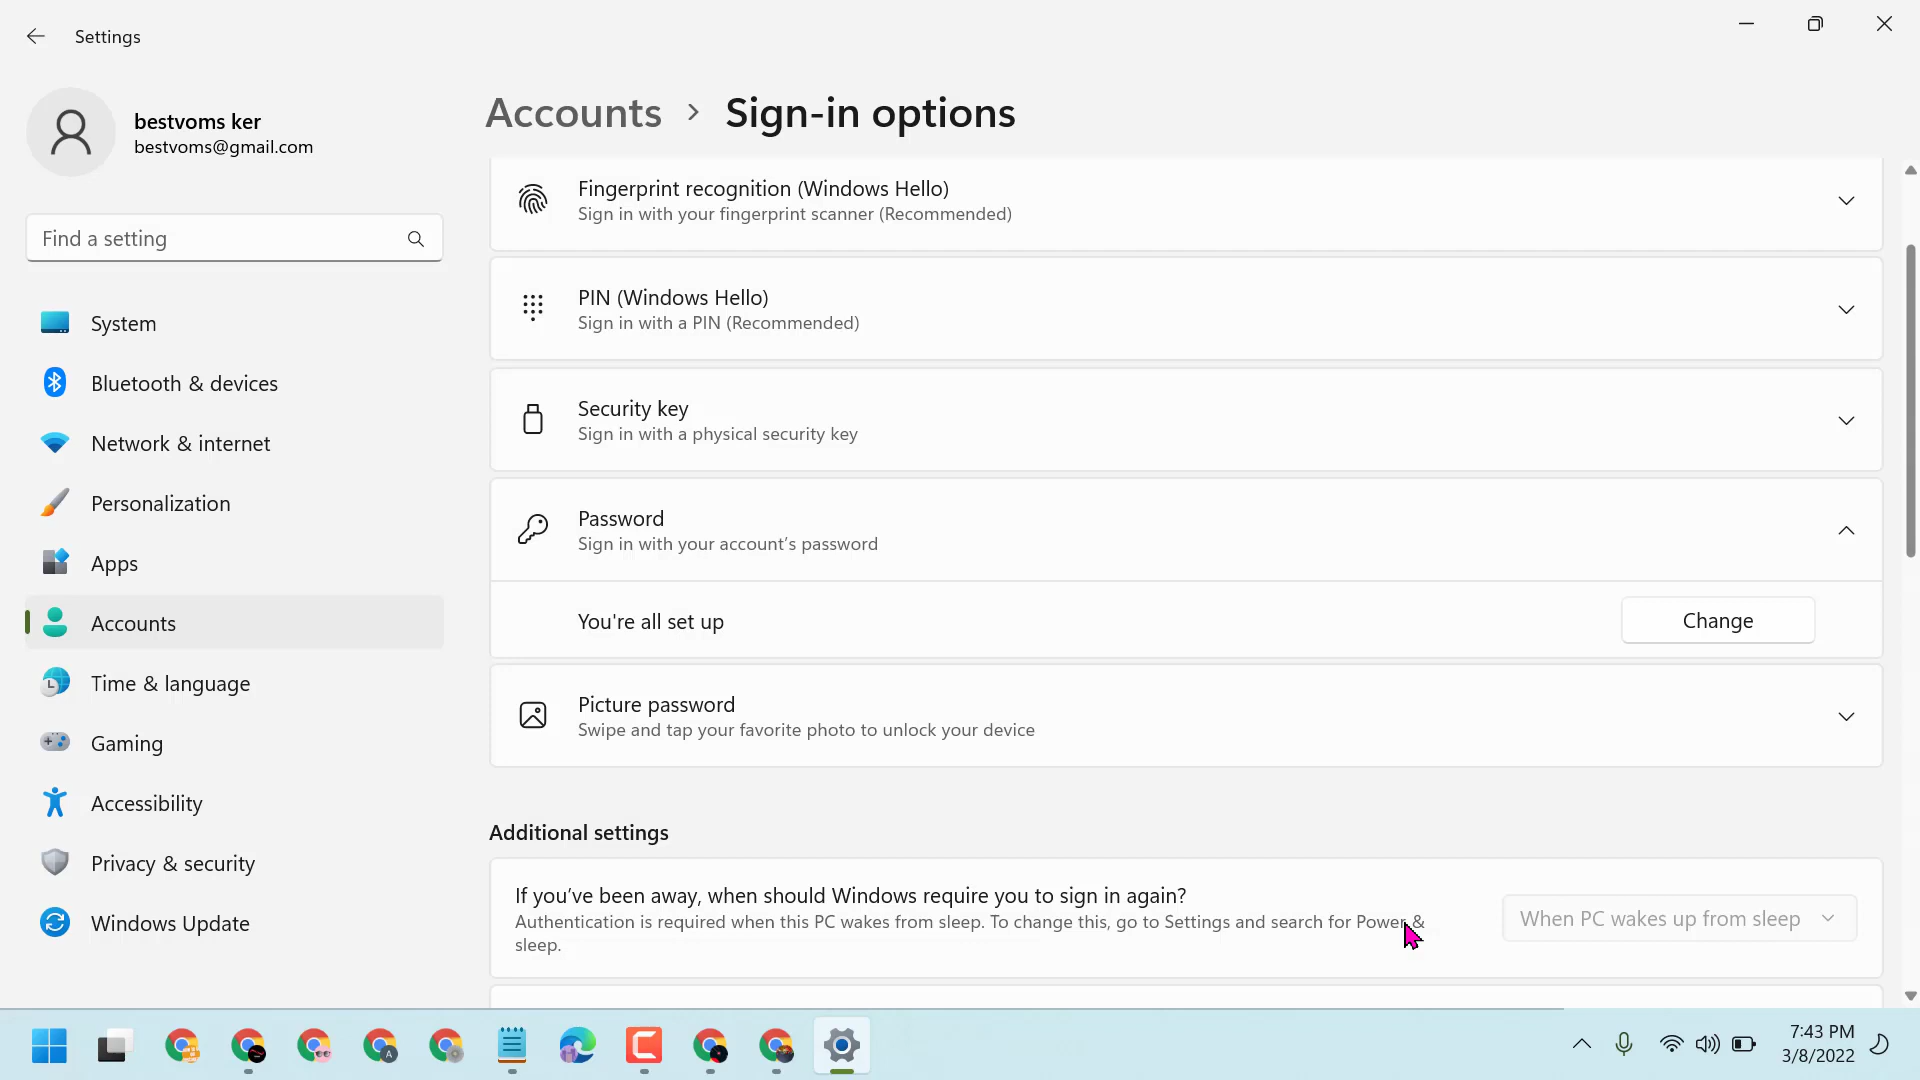 Settings
bestvoms ker
bestvoms@gmail.com
Find a setting
System
Bluetooth & devices
Network & internet
Personalization
Apps
Accounts
Time & language
Gaming
Accessibility
Privacy & security
Windows Update
Accounts > Sign-in options
Fingerprint recognition (Windows Hello)
Sign in with your fingerprint scanner (Recommended)
PIN (Windows Hello)
Sign in with a PIN (Recommended)
Security key
Sign in with a physical security key
Password
Sign in with your account's password
You're all set up
Change
Picture password
Swipe and tap your favorite photo to unlock your device
Additional settings
If you've been away, when should Windows require you to sign in again?
Authentication is required when this PC wakes from sleep. To change this, go to Settings and search for Power &
sleep.
When PC wakes up from sleep
A
7:43 PM
3/8/2022